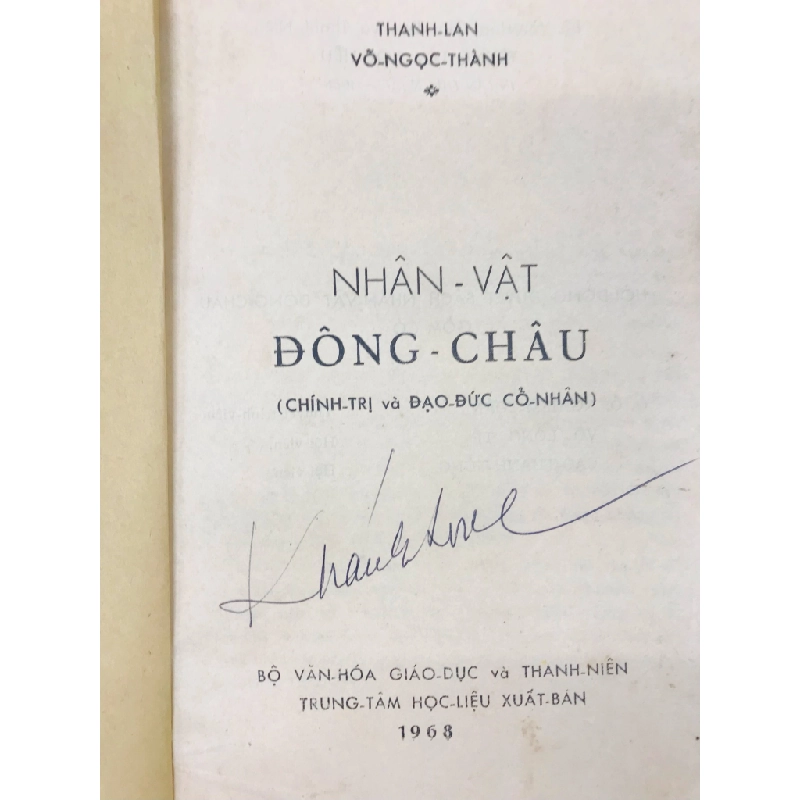 THANH-LAN
VÕ-NGỌC-THÀNH
NHÂN - VẬT
ĐÔNG - CHÂU
(CHÍNH-TRỊ và ĐẠO-ĐỨC CỔ-NHÂN)
BỘ VĂN-HÓA GIÁO-DỤC và THANH-NIÊN
TRUNG-TÂM HỌC-LIỆU XUẤT-BẢN
1968